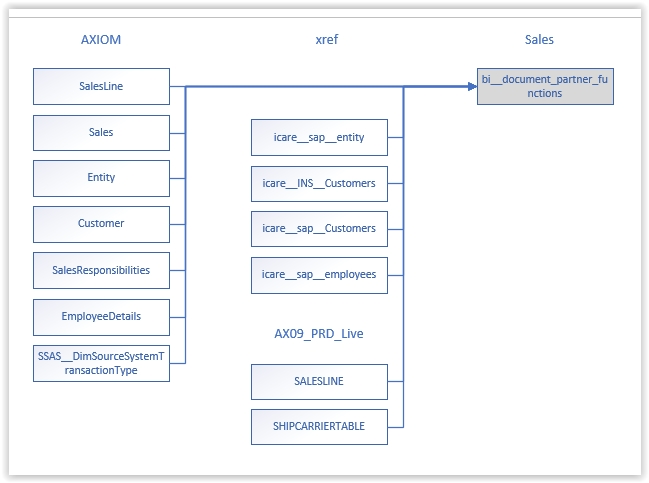 AXIOM
xref
Sales
SalesLine
Sales
Entity
Customer
SalesResponsibilities
EmployeeDetails
SSAS__DimSourceSystemT
ransactionType
icare__sap__entity
icare__INS__Customers
icare__sap__Customers
icare__sap__employees
AX09_PRD_Live
SALESLINE
SHIPCARRIERTABLE
bi__document_partner_fu
nctions